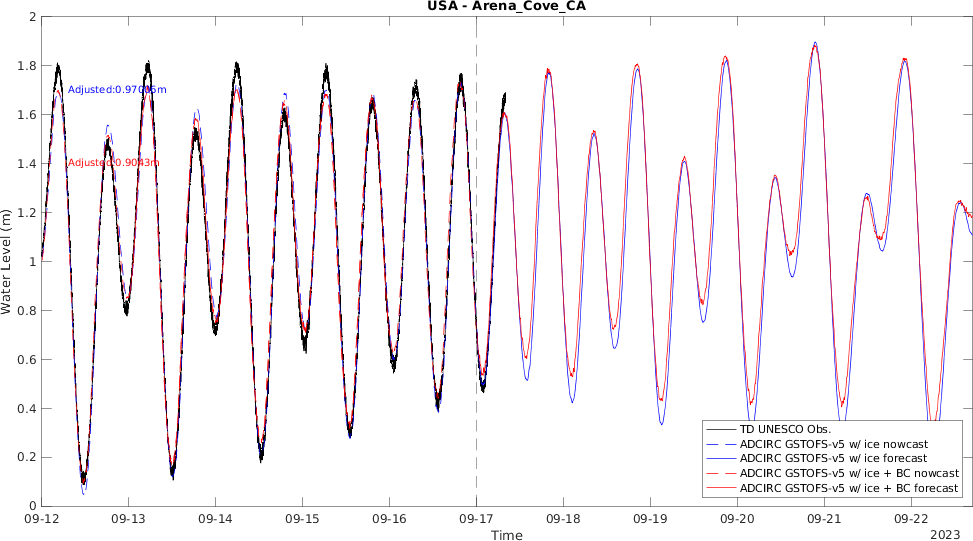 USA - Arena_Cove_CA
2
1.8
1.6
1.4
1.2
1
0.8
0.6
0.4
0.2
0
Water Level (m)
Adjusted:0.97085m
Adjusted:0.9043m
TD UNESCO Obs.
ADCIRC GSTOFS-v5 w/ ice nowcast
ADCIRC GSTOFS-v5 w/ ice forecast
ADCIRC GSTOFS-v5 w/ ice + BC nowcast
ADCIRC GSTOFS-v5 w/ ice + BC forecast
09-12 09-13 09-14 09-15 09-16 09-17 09-18 09-19 09-20 09-21 09-22
Time
2023